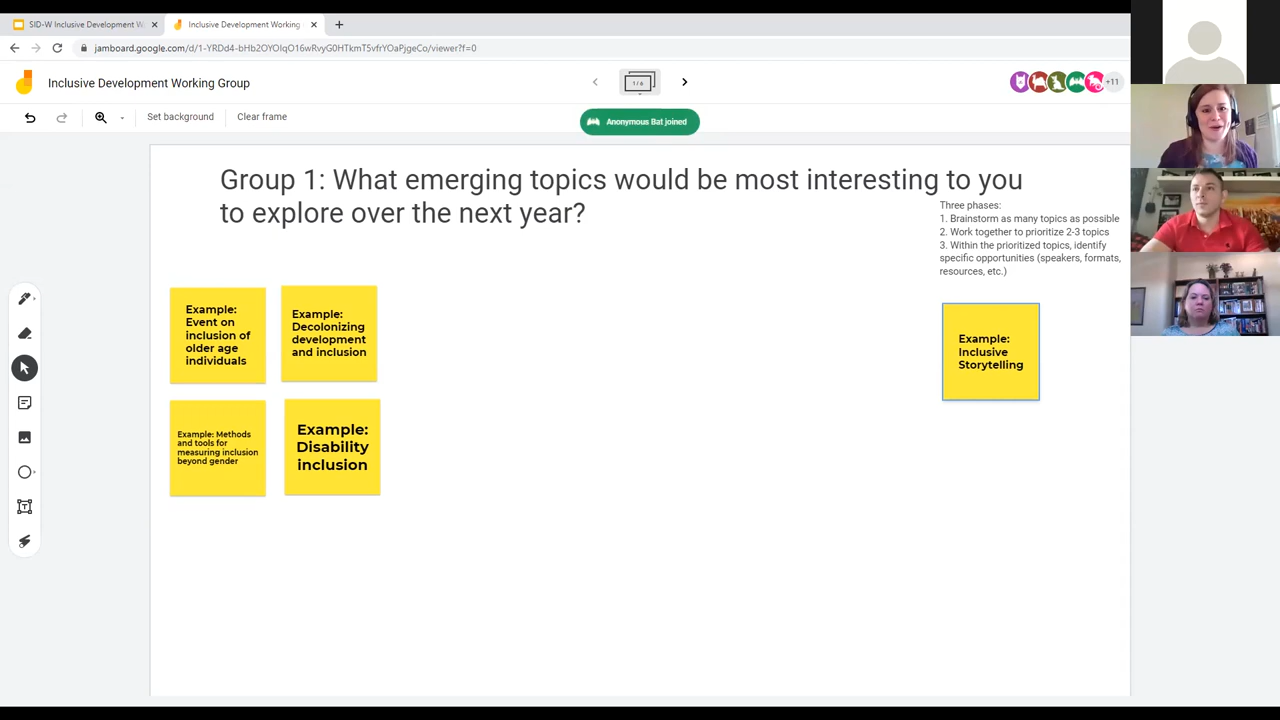 SID-W Inclusive Development W
Inclusive Development Working
jamboard.google.com/d/1-YRDd4-bHb2OYOIqO16wRvyG0HTkmT5vfrYOaPjgeCo/viewer?f=0
Inclusive Development Working Group
1/6
+11
Set background
Clear frame
Anonymous Bat joined
Group 1: What emerging topics would be most interesting to you
to explore over the next year?
Three phases:
1. Brainstorm as many topics as possible
2. Work together to prioritize 2-3 topics
3. Within the prioritized topics, identify
specific opportunities (speakers, formats,
resources, etc.)
Example:
Event on
inclusion of
older age
individuals
Example:
Decolonizing
development
and inclusion
Example:
Inclusive
Storytelling
Example: Methods
and tools for
measuring inclusion
beyond gender
Example:
Disability
inclusion